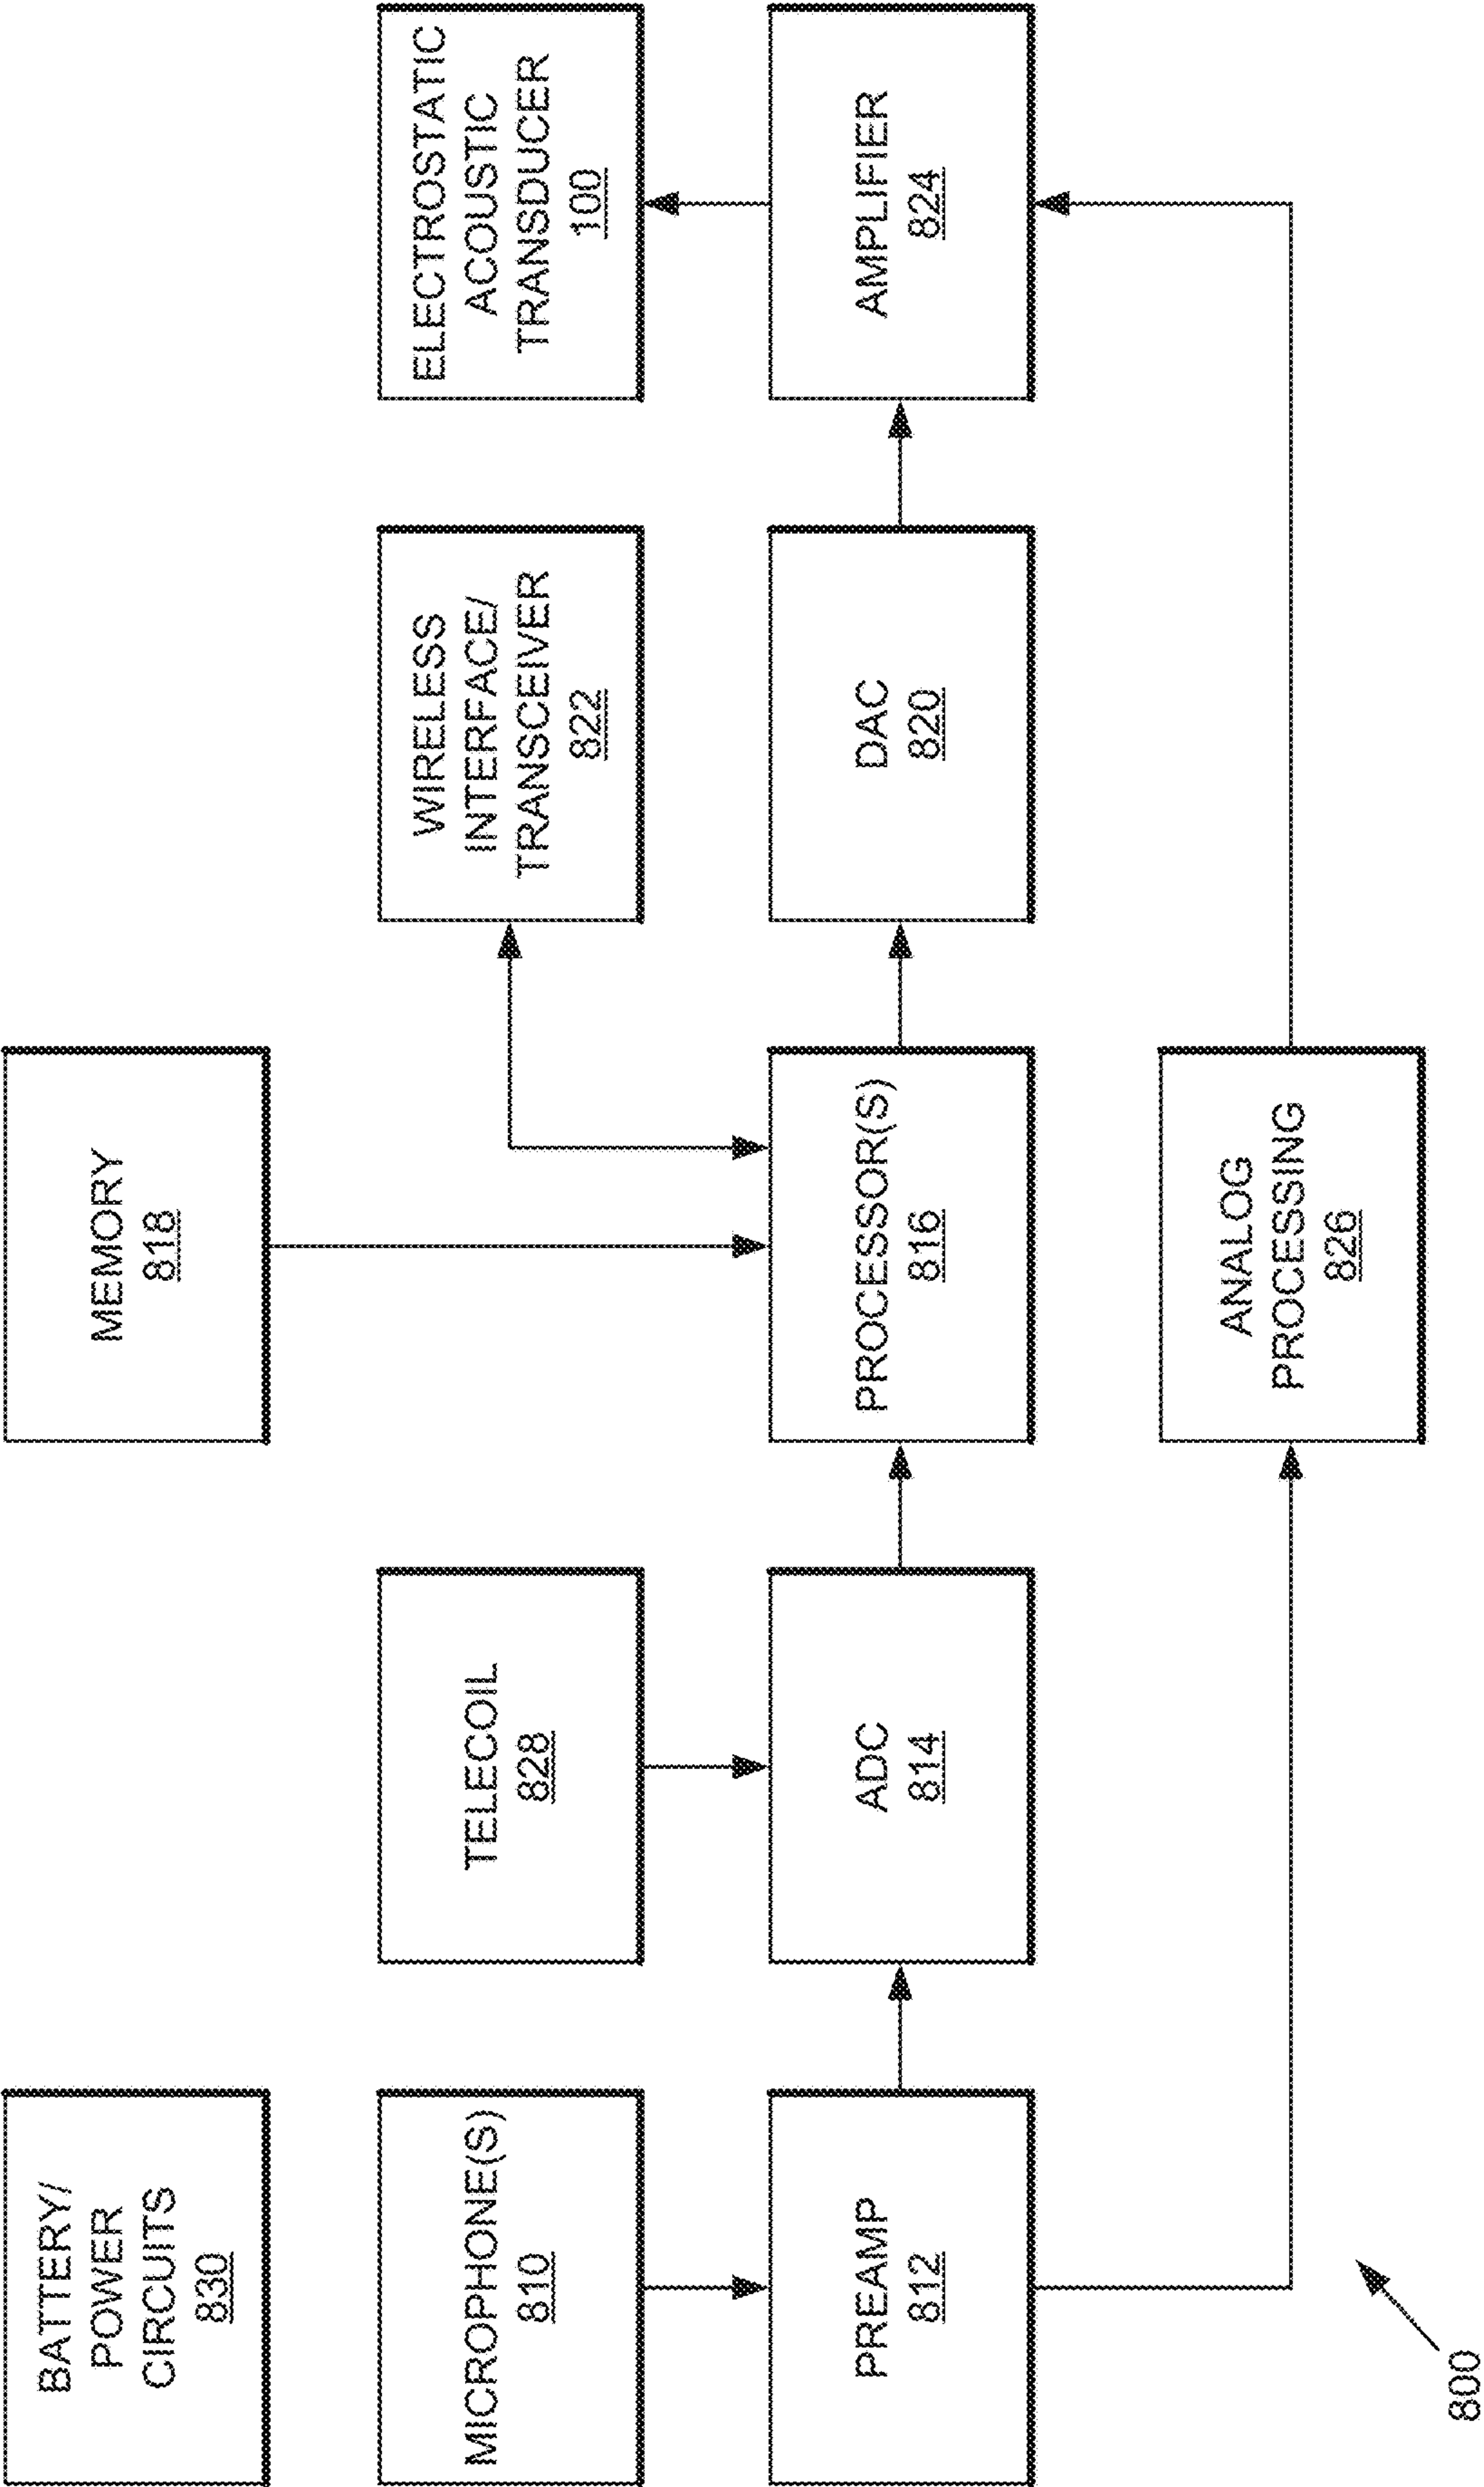 BATTERY/
POWER
CIRCUITS
830
MEMORY
818
MICROPHONE(S)
810
TELECOIL
828
WIRELESS
INTERFACE/
TRANSCEIVER
822
ELECTROSTATIC
ACOUSTIC
TRANSDUCER
100
PREAMP
812
ADC
814
PROCESSOR(S)
816
DAC
820
AMPLIFIER
824
ANALOG
PROCESSING
826
800